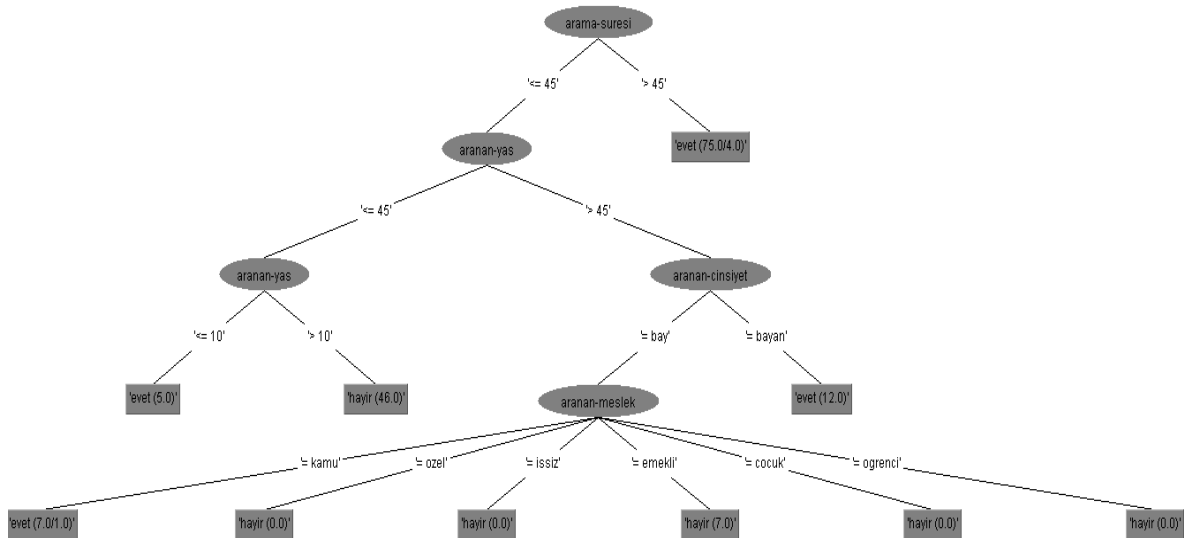 arama-suresi
'<= 45'
'> 45'
aranan-yas
'evet (75.0/4.0)'
'<= 45'
'> 45'
aranan-yas
aranan-cinsiyet
'<= 10'
'> 10'
'= bay'
'= bayan'
'evet (5.0)'
'hayir (46.0)'
aranan-meslek
'evet (12.0)'
'= kamu'
'= ozel'
'= issiz'
'= emekli'
'= cocuk'
'= ogrenci'
'evet (7.0/1.0)'
'hayir (0.0)'
'hayir (0.0)'
'hayir (7.0)'
'hayir (0.0)'
'hayir (0.0)'